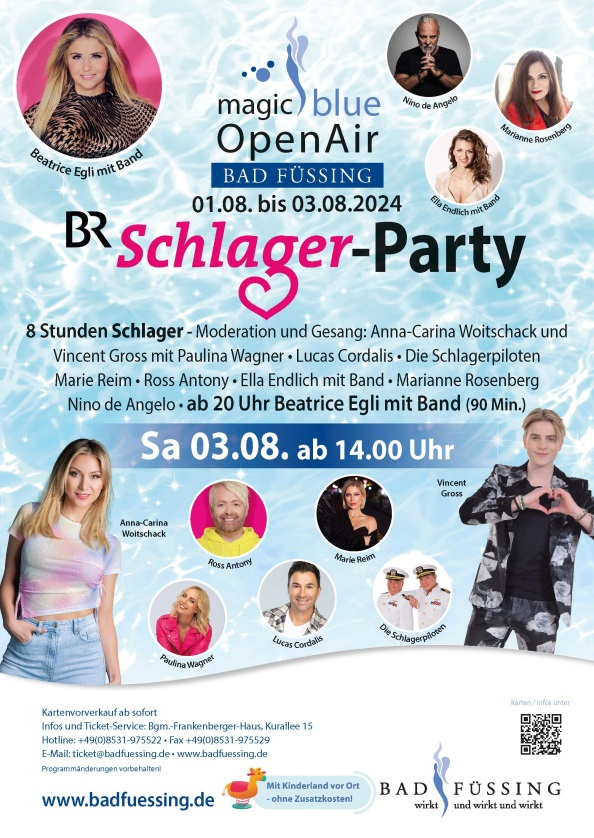 Beatrice Egli mit Band
magic blue
OpenAir
BAD FÜSSING
Nino de Angelo
Marianne Rosenberg
Ella Endlich mit Band
01.08. bis 03.08.2024
BR Schlager-Party
8 Stunden Schlager - Moderation und Gesang: Anna-Carina Woitschack und
Vincent Gross mit Paulina Wagner • Lucas Cordalis • Die Schlagerpiloten
Marie Reim • Ross Antony • Ella Endlich mit Band • Marianne Rosenberg
Nino de Angelo • ab 20 Uhr Beatrice Egli mit Band (90 Min.)
Sa 03.08. ab 14.00 Uhr
Anna-Carina
Woitschack
Ross Antony
Marie Reim
Vincent
Gross
Paulina Wagner
Lucas Cordalis
Die Schlagerpiloten
Kartenvorverkauf ab sofort
Infos und Ticket-Service: Bgm.-Frankenberger-Haus, Kurallee 15
Hotline: +49(0)8531-975522 • Fax +49(0)8531-975529
E-Mail: ticket@badfuessing.de • www.badfuessing.de
Programmänderungen vorbehalten!
Karten / Infos unter
www.badfuessing.de
Mit Kinderland vor Ort
- ohne Zusatzkosten!
BAD FÜSSING
wirkt und wirkt und wirkt